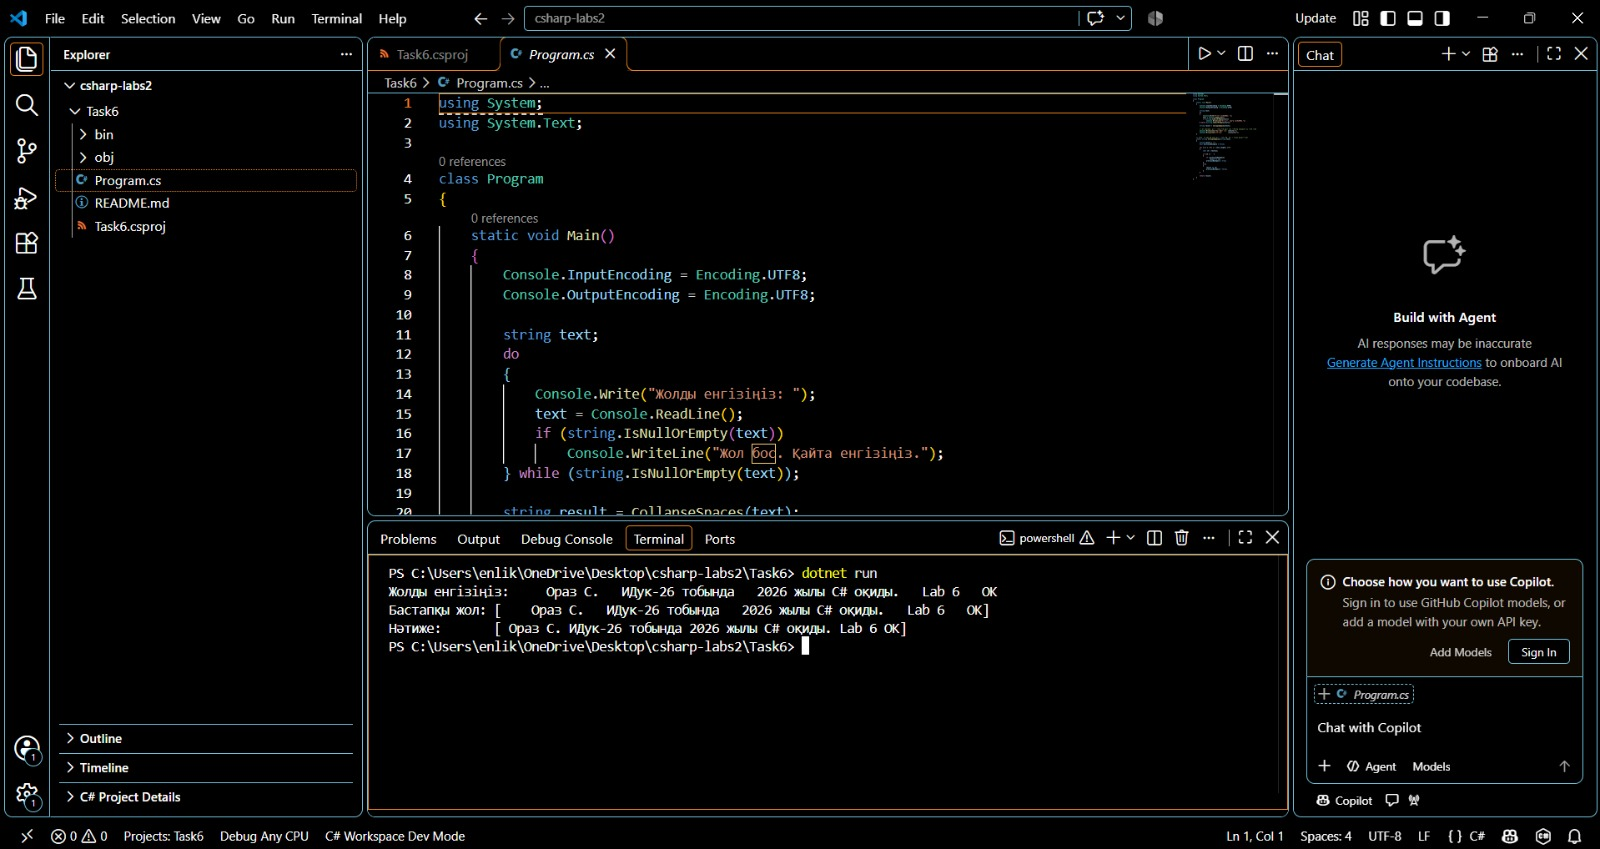 File Edit Selection View Go Run Terminal Help
csharp-labs2
Update
Explorer
csharp-labs2
Task6
bin
obj
Program.cs
README.md
Task6.csproj
Outline
Timeline
C# Project Details
Task6.csproj
Program.cs
Task6 > Program.cs > ...
1 using System;
2 using System.Text;
3
0 references
4 class Program
5 {
0 references
6 static void Main()
7 {
8 Console.InputEncoding = Encoding.UTF8;
9 Console.OutputEncoding = Encoding.UTF8;
10
11 string text;
12 do
13 {
14 Console.Write("Жолды енгізіңіз: ");
15 text = Console.ReadLine();
16 if (string.IsNullOrEmpty(text))
17 Console.WriteLine("Жол бос. Қайта енгізіңіз.");
18 } while (string.IsNullOrEmpty(text));
19
20 string result = CollapseSpaces(text);
Problems Output Debug Console Terminal Ports
powershell
PS C:\Users\enlik\OneDrive\Desktop\csharp-labs2\Task6> dotnet run
Жолды енгізіңіз:     Ораз С.   ИДук-26 тобында   2026 жылы C# оқиды.   Lab 6   OK
Бастапқы жол: [    Ораз С.   ИДук-26 тобында   2026 жылы C# оқиды.   Lab 6   OK]
Нәтиже:       [ Ораз С. ИДук-26 тобында 2026 жылы C# оқиды. Lab 6 OK]
PS C:\Users\enlik\OneDrive\Desktop\csharp-labs2\Task6>
Chat
Build with Agent
AI responses may be inaccurate
Generate Agent Instructions to onboard AI
onto your codebase.
Choose how you want to use Copilot.
Sign in to use GitHub Copilot models, or
add a model with your own API key.
Add Models Sign In
Program.cs
Chat with Copilot
Agent Models
Copilot
1
1
0 0 Projects: Task6 Debug Any CPU C# Workspace Dev Mode
Ln 1, Col 1 Spaces: 4 UTF-8 LF {} C#